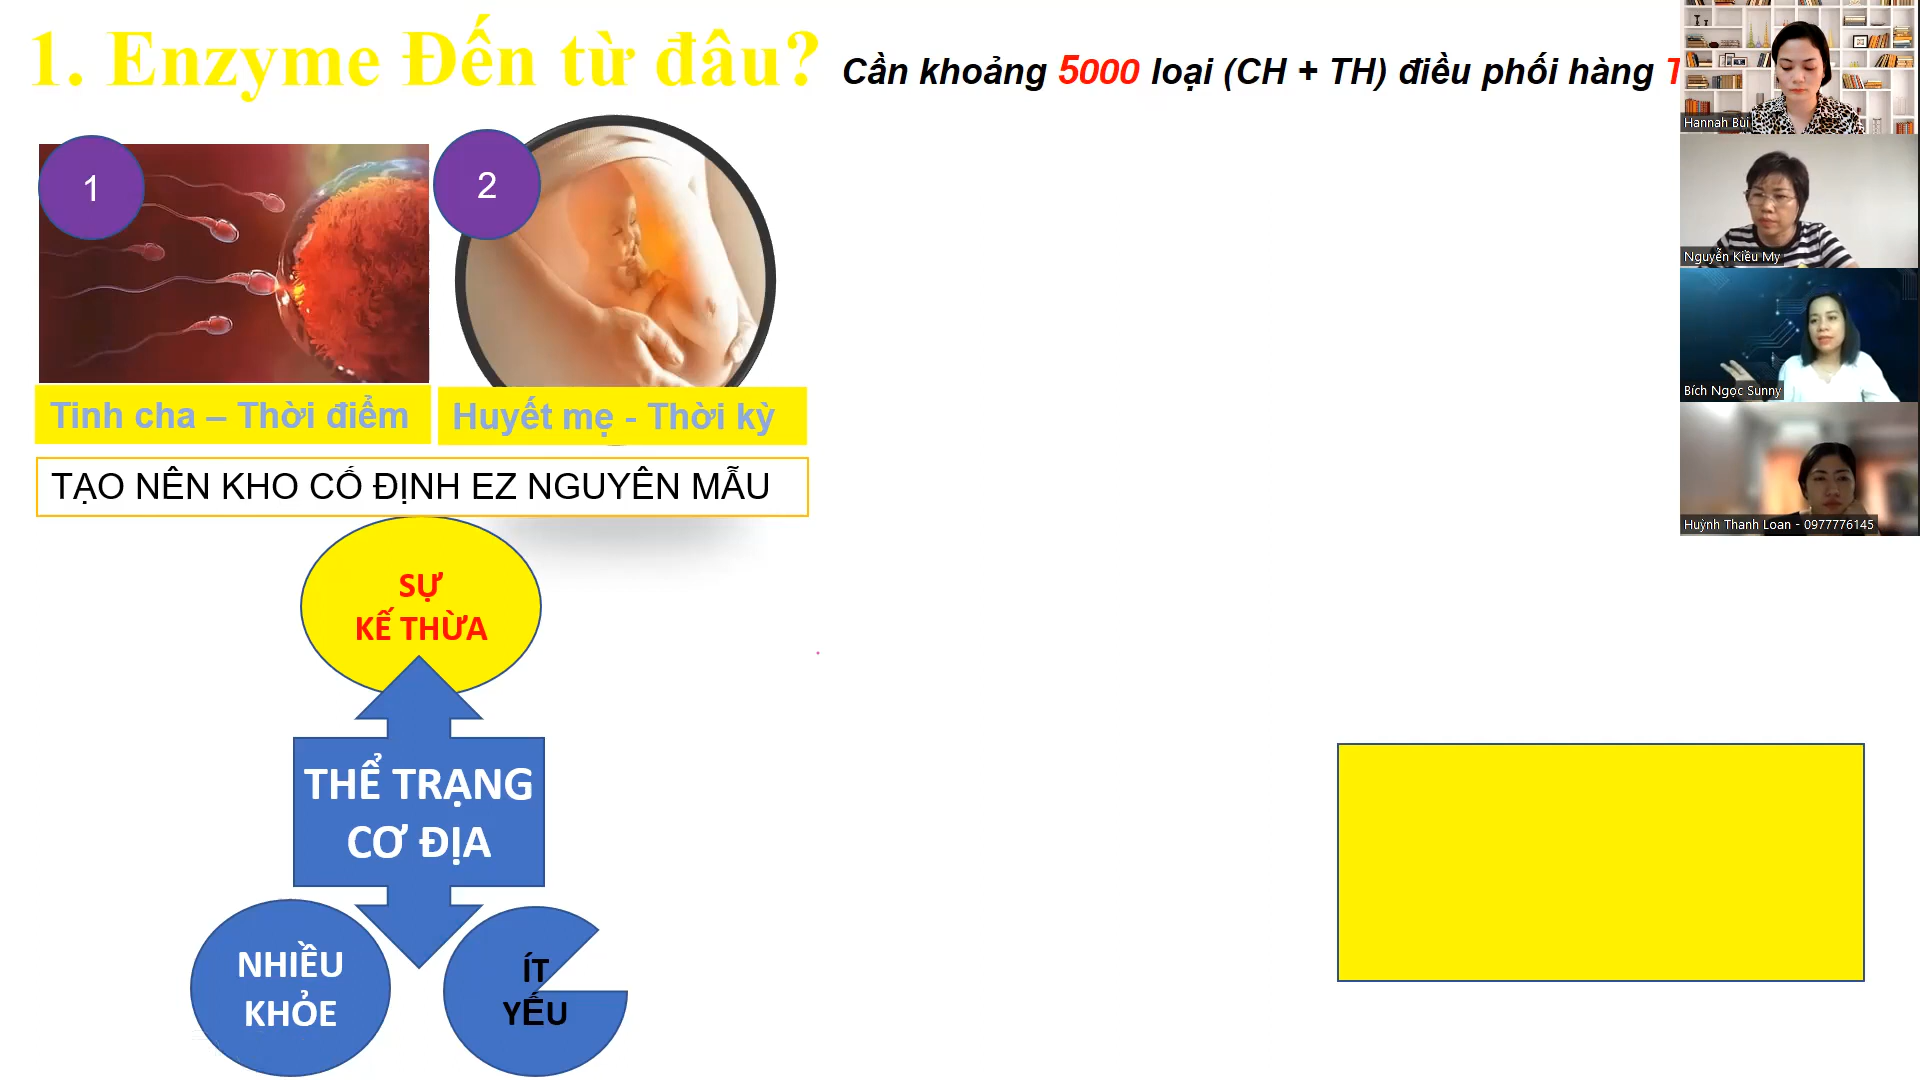 1. Enzyme Đến từ đâu?
Cần khoảng 5000 loại (CH + TH) điều phối hàng T
1
2
Tinh cha – Thời điểm
Huyết mẹ - Thời kỳ
TẠO NÊN KHO CỐ ĐỊNH EZ NGUYÊN MẪU
SỰ
KẾ THỪA
THỂ TRẠNG
CƠ ĐỊA
NHIỀU
KHỎE
ÍT
YẾU
Hannah Bùi
Nguyễn Kiều My
Bích Ngọc Sunny
Huỳnh Thanh Loan - 0977776145